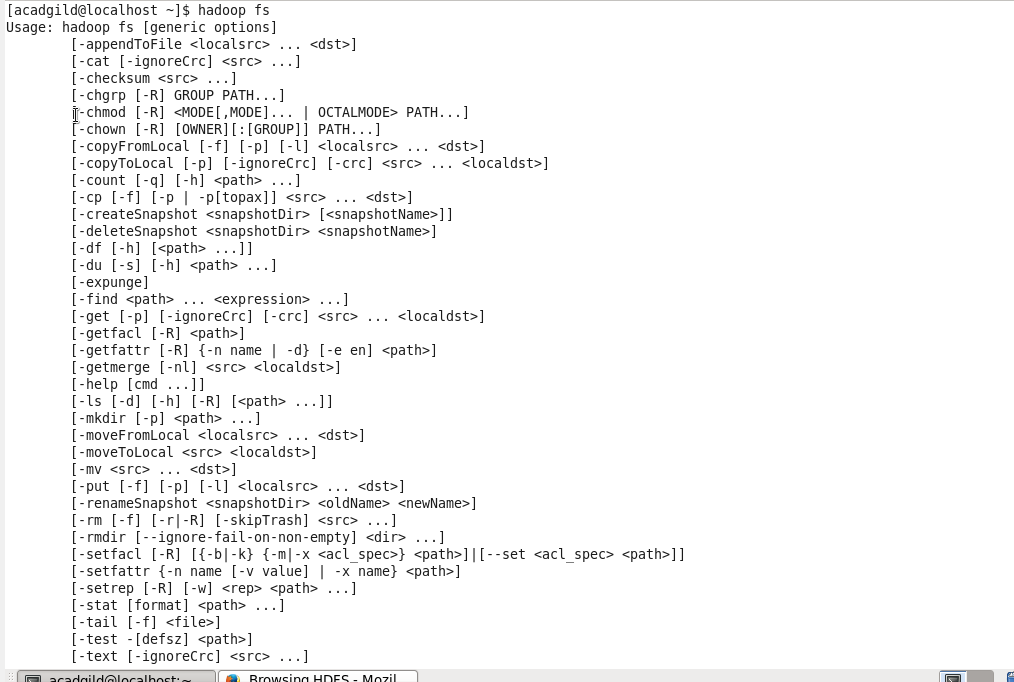 [acadgild@localhost ~]$ hadoop fs
Usage: hadoop fs [generic options]
[-appendToFile <localsrc> ... <dst>]
[-cat [-ignoreCrc] <src> ...]
[-checksum <src> ...]
[-chgrp [-R] GROUP PATH...]
[-chmod [-R] <MODE[,MODE]... | OCTALMODE> PATH...]
[-chown [-R] [OWNER][:[GROUP]] PATH...]
[-copyFromLocal [-f] [-p] [-l] <localsrc> ... <dst>]
[-copyToLocal [-p] [-ignoreCrc] [-crc] <src> ... <localdst>]
[-count [-q] [-h] <path> ...]
[-cp [-f] [-p | -p[topax]] <src> ... <dst>]
[-createSnapshot <snapshotDir> [<snapshotName>]]
[-deleteSnapshot <snapshotDir> <snapshotName>]
[-df [-h] [<path> ...]]
[-du [-s] [-h] <path> ...]
[-expunge]
[-find <path> ... <expression> ...]
[-get [-p] [-ignoreCrc] [-crc] <src> ... <localdst>]
[-getfacl [-R] <path>]
[-getfattr [-R] {-n name | -d} [-e en] <path>]
[-getmerge [-nl] <src> <localdst>]
[-help [cmd ...]]
[-ls [-d] [-h] [-R] [<path> ...]]
[-mkdir [-p] <path> ...]
[-moveFromLocal <localsrc> ... <dst>]
[-moveToLocal <src> <localdst>]
[-mv <src> ... <dst>]
[-put [-f] [-p] [-l] <localsrc> ... <dst>]
[-renameSnapshot <snapshotDir> <oldName> <newName>]
[-rm [-f] [-r|-R] [-skipTrash] <src> ...]
[-rmdir [--ignore-fail-on-non-empty] <dir> ...]
[-setfacl [-R] [{-b|-k} {-m|-x <acl_spec>} <path>]|[--set <acl_spec> <path>]]
[-setfattr {-n name [-v value] | -x name} <path>]
[-setrep [-R] [-w] <rep> <path> ...]
[-stat [format] <path> ...]
[-tail [-f] <file>]
[-test -[defsz] <path>]
[-text [-ignoreCrc] <src> ...]
acadgild@localhost:~ Browsing HDFS - Mozil